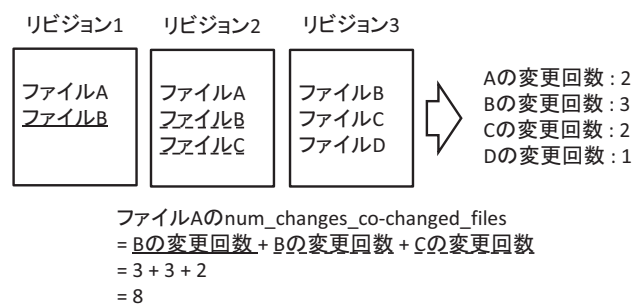 リビジョン1 リビジョン2 リビジョン3
ファイルA
ファイルB
ファイルA
ファイルB
ファイルC
ファイルB
ファイルC
ファイルD
Aの変更回数 : 2
Bの変更回数 : 3
Cの変更回数 : 2
Dの変更回数 : 1
ファイルAのnum_changes_co-changed_files
= Bの変更回数 + Bの変更回数 + Cの変更回数
= 3 + 3 + 2
= 8